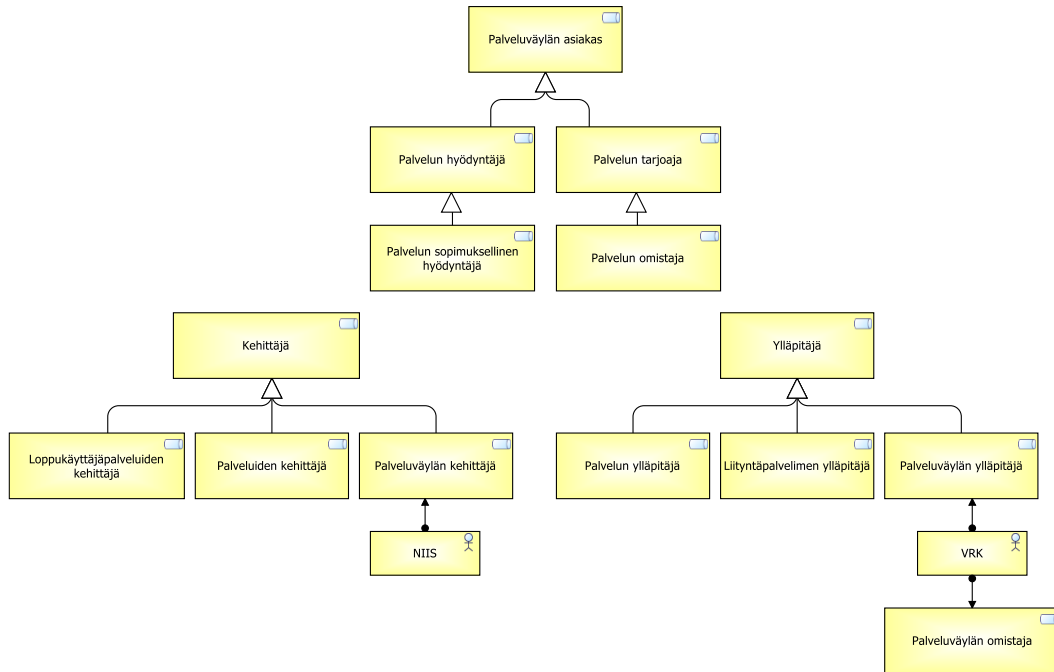 Palveluväylän asiakas
Palvelun hyödyntäjä
Palvelun tarjoaja
Palvelun sopimuksellinen
hyödyntäjä
Palvelun omistaja
Kehittäjä
Ylläpitäjä
Loppukäyttäjäpalveluiden
kehittäjä
Palveluiden kehittäjä
Palveluväylän kehittäjä
Palvelun ylläpitäjä
Liityntäpalvelimen ylläpitäjä
Palveluväylän ylläpitäjä
NIIS
VRK
Palveluväylän omistaja